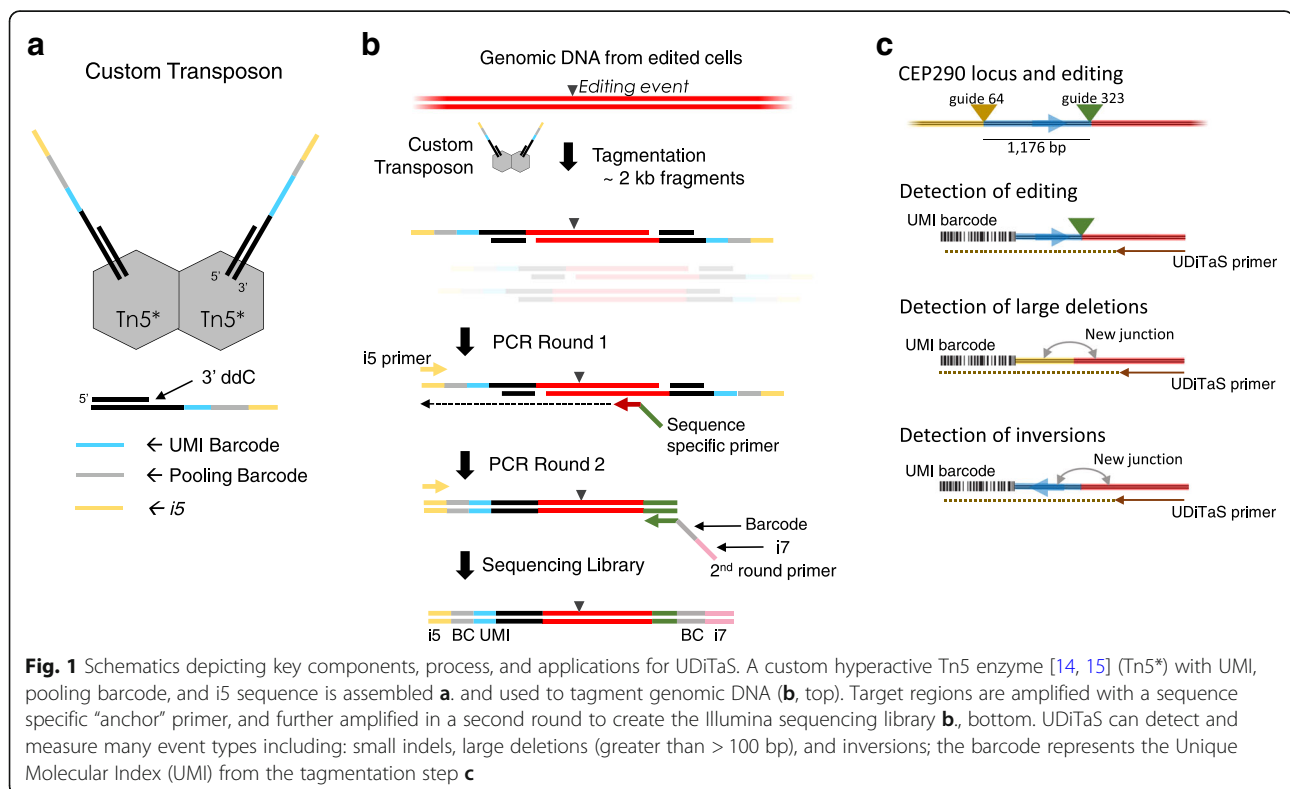 a
Custom Transposon
5'
3'
Tn5*
Tn5*
3' ddC
5'
← UMI Barcode
← Pooling Barcode
← i5
b
Genomic DNA from edited cells
Editing event
Custom
Transposon
Tagmentation
~ 2 kb fragments
PCR Round 1
i5 primer
Sequence
specific primer
PCR Round 2
Barcode
i7
2nd round primer
Sequencing Library
i5 BC UMI BC i7
c
CEP290 locus and editing
guide 64 guide 323
1,176 bp
Detection of editing
UMI barcode
UDiTaS primer
Detection of large deletions
New junction
UMI barcode
UDiTaS primer
Detection of inversions
New junction
UMI barcode
UDiTaS primer
Fig. 1 Schematics depicting key components, process, and applications for UDiTaS. A custom hyperactive Tn5 enzyme [14, 15] (Tn5*) with UMI,
pooling barcode, and i5 sequence is assembled a. and used to tagment genomic DNA (b, top). Target regions are amplified with a sequence
specific "anchor" primer, and further amplified in a second round to create the Illumina sequencing library b., bottom. UDiTaS can detect and
measure many event types including: small indels, large deletions (greater than > 100 bp), and inversions; the barcode represents the Unique
Molecular Index (UMI) from the tagmentation step c